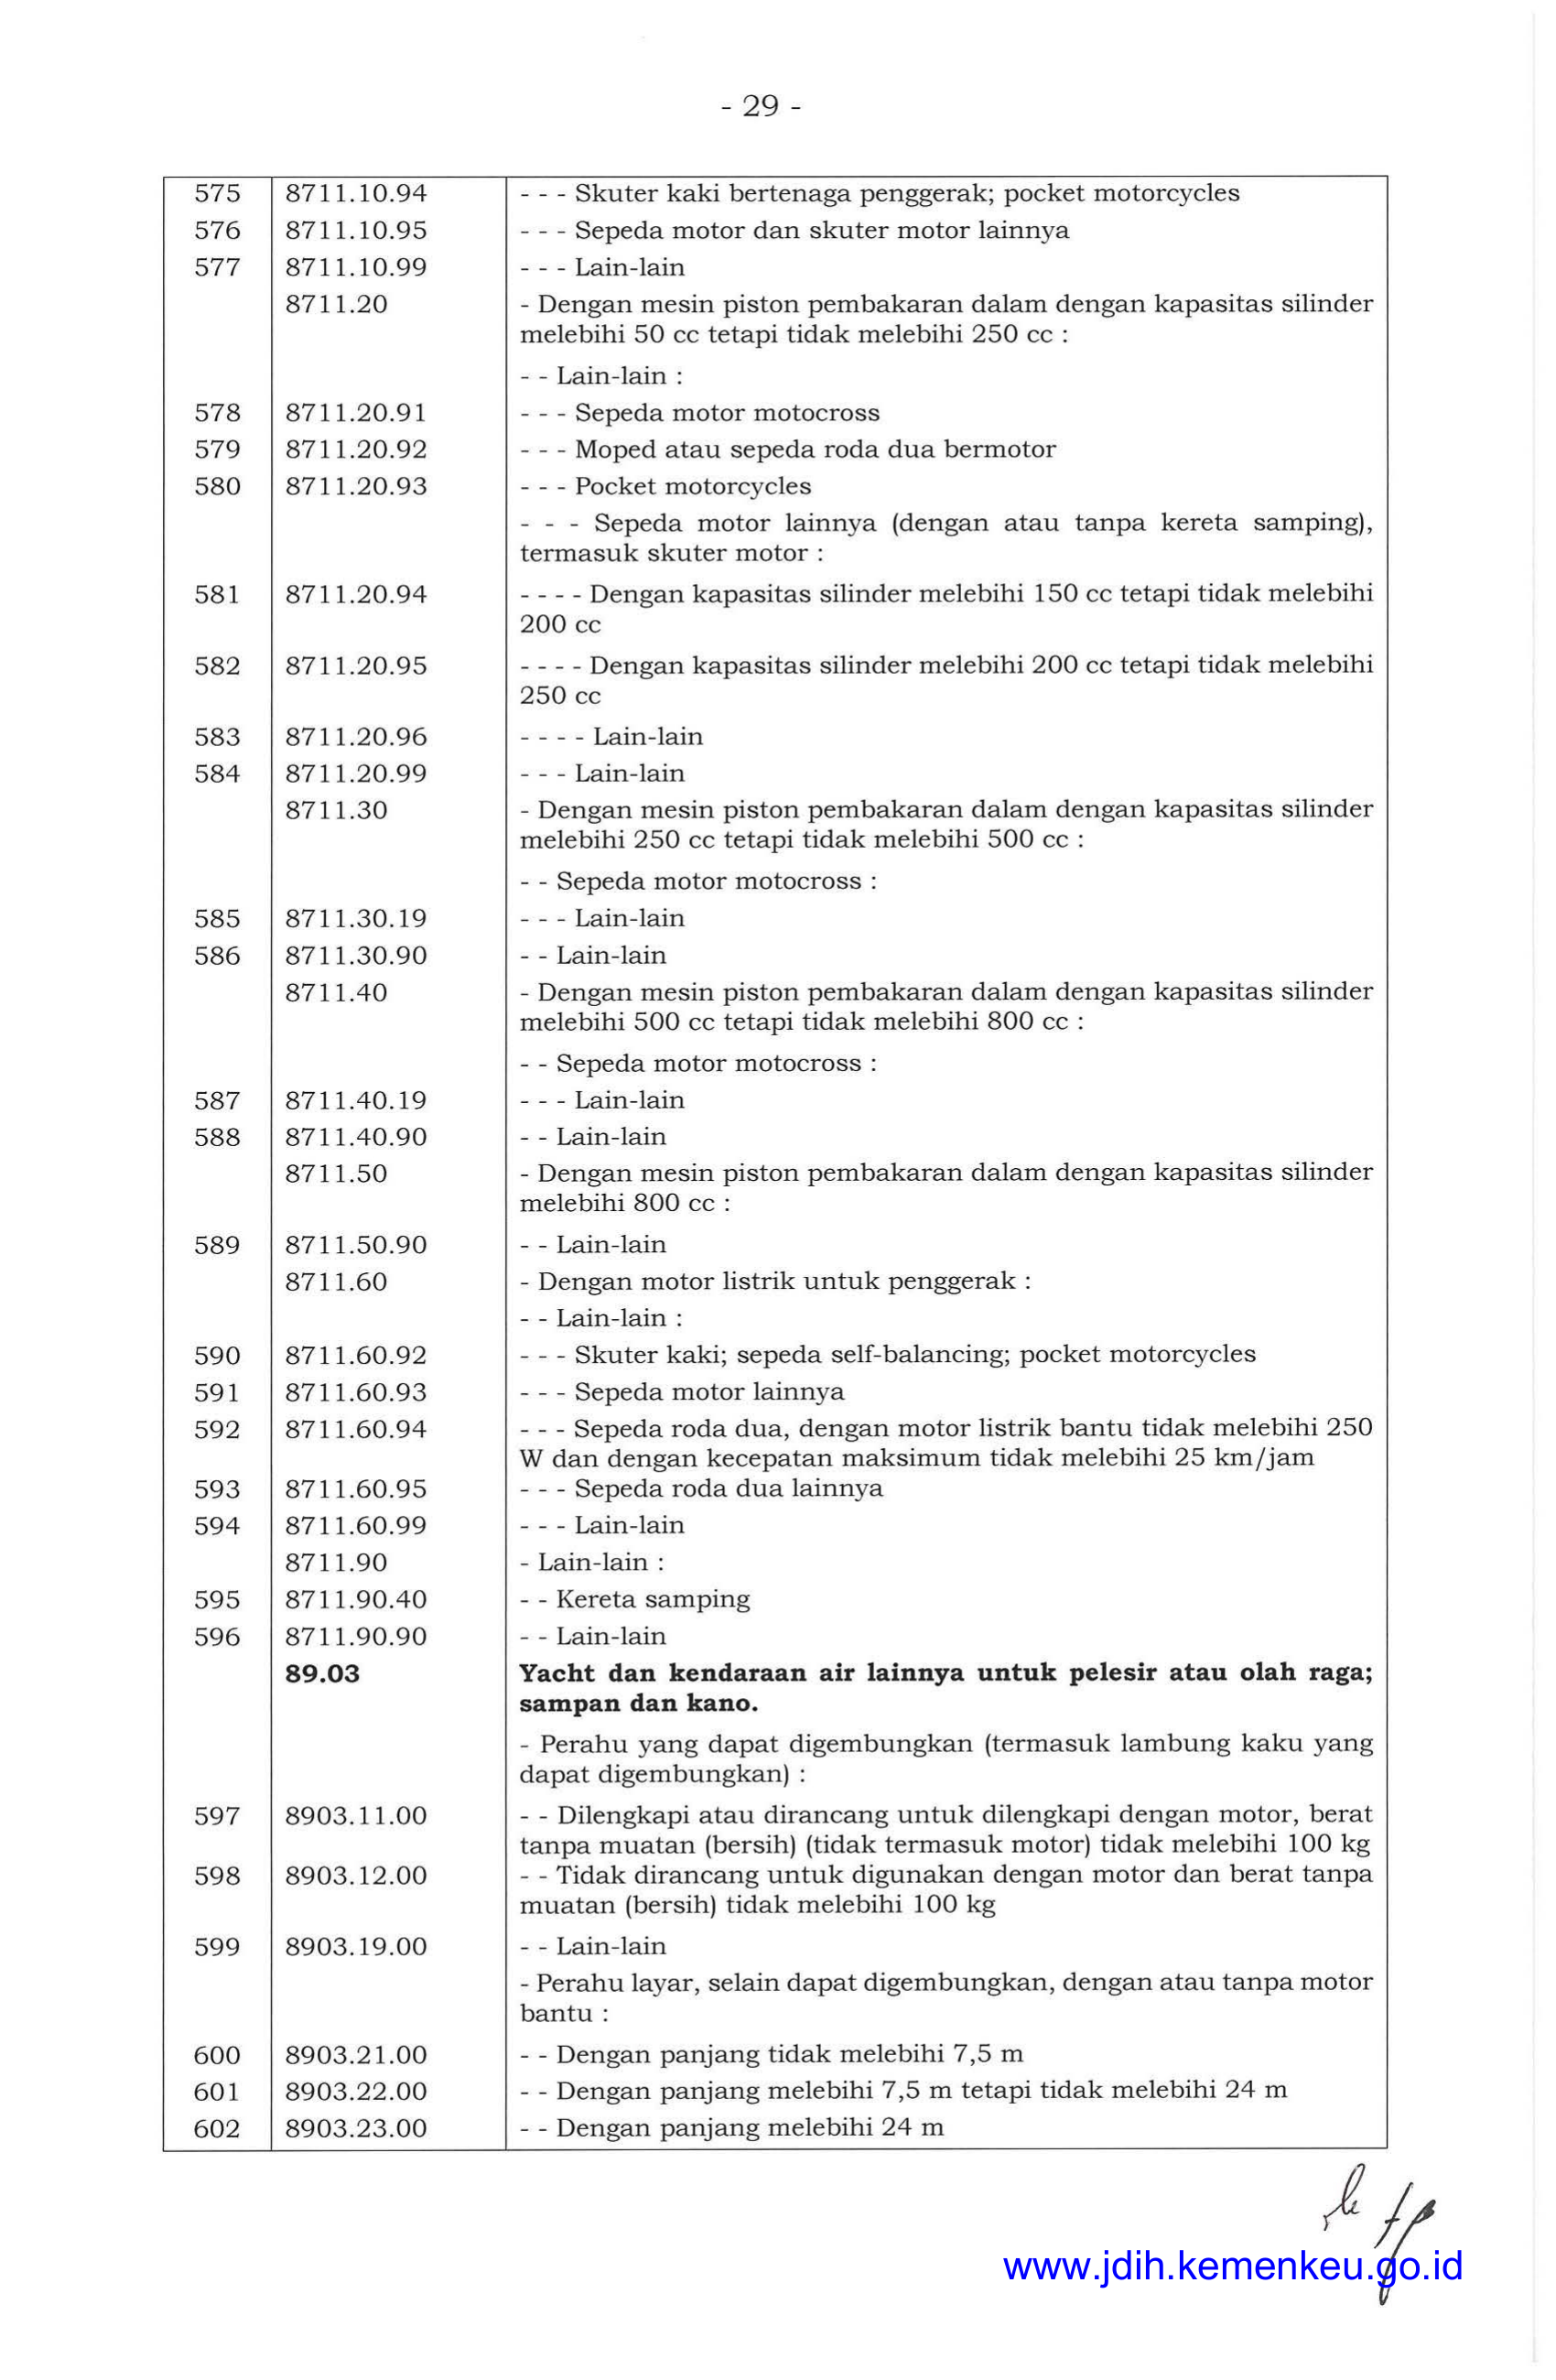 - 29 -
575 8711.10.94 - - - Skuter kaki bertenaga penggerak; pocket motorcycles
576 8711.10.95 - - - Sepeda motor dan skuter motor lainnya
577 8711.10.99 - - - Lain-lain
8711.20 - Dengan mesin piston pembakaran dalam dengan kapasitas silinder
melebihi 50 cc tetapi tidak melebihi 250 cc :
- - Lain-lain :
578 8711.20.91 - - - Sepeda motor motocross
579 8711.20.92 - - - Moped atau sepeda roda dua bermotor
580 8711.20.93 - - - Pocket motorcycles
- - - Sepeda motor lainnya (dengan atau tanpa kereta samping),
termasuk skuter motor :
581 8711.20.94 - - - - Dengan kapasitas silinder melebihi 150 cc tetapi tidak melebihi
200 cc
582 8711.20.95 - - - - Dengan kapasitas silinder melebihi 200 cc tetapi tidak melebihi
250 cc
583 8711.20.96 - - - - Lain-lain
584 8711.20.99 - - - Lain-lain
8711.30 - Dengan mesin piston pembakaran dalam dengan kapasitas silinder
melebihi 250 cc tetapi tidak melebihi 500 cc :
- - Sepeda motor motocross :
585 8711.30.19 - - - Lain-lain
586 8711.30.90 - - Lain-lain
8711.40 - Dengan mesin piston pembakaran dalam dengan kapasitas silinder
melebihi 500 cc tetapi tidak melebihi 800 cc :
- - Sepeda motor motocross :
587 8711.40.19 - - - Lain-lain
588 8711.40.90 - - Lain-lain
8711.50 - Dengan mesin piston pembakaran dalam dengan kapasitas silinder
melebihi 800 cc :
589 8711.50.90 - - Lain-lain
8711.60 - Dengan motor listrik untuk penggerak :
- - Lain-lain :
590 8711.60.92 - - - Skuter kaki; sepeda self-balancing; pocket motorcycles
591 8711.60.93 - - - Sepeda motor lainnya
592 8711.60.94 - - - Sepeda roda dua, dengan motor listrik bantu tidak melebihi 250
W dan dengan kecepatan maksimum tidak melebihi 25 km/jam
593 8711.60.95 - - - Sepeda roda dua lainnya
594 8711.60.99 - - - Lain-lain
8711.90 - Lain-lain :
595 8711.90.40 - - Kereta samping
596 8711.90.90 - - Lain-lain
89.03 Yacht dan kendaraan air lainnya untuk pelesir atau olah raga;
sampan dan kano.
- Perahu yang dapat digembungkan (termasuk lambung kaku yang
dapat digembungkan) :
597 8903.11.00 - - Dilengkapi atau dirancang untuk dilengkapi dengan motor, berat
tanpa muatan (bersih) (tidak termasuk motor) tidak melebihi 100 kg
598 8903.12.00 - - Tidak dirancang untuk digunakan dengan motor dan berat tanpa
muatan (bersih) tidak melebihi 100 kg
599 8903.19.00 - - Lain-lain
- Perahu layar, selain dapat digembungkan, dengan atau tanpa motor
bantu :
600 8903.21.00 - - Dengan panjang tidak melebihi 7,5 m
601 8903.22.00 - - Dengan panjang melebihi 7,5 m tetapi tidak melebihi 24 m
602 8903.23.00 - - Dengan panjang melebihi 24 m
www.jdih.kemenkeu.go.id